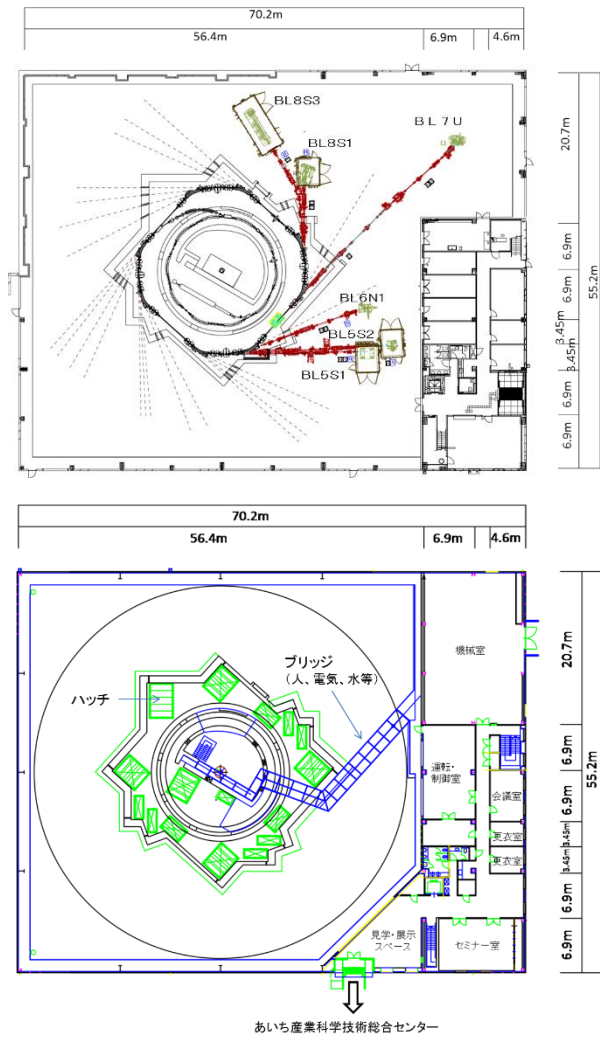 70.2m
56.4m
6.9m
4.6m
BL8S3
BL8S1
BL7U
BL6N1
BL5S2
BL5S1
20.7m
6.9m
6.9m
3.45m
3.45m
6.9m
6.9m
55.2m
70.2m
56.4m
6.9m
4.6m
ブリッジ
(人、電気、水等)
ハッチ
機械室
運転・
制御室
会議室
更衣室
更衣室
見学・展示
スペース
セミナー室
20.7m
6.9m
6.9m
3.45m
3.45m
6.9m
6.9m
55.2m
あいち産業科学技術総合センター